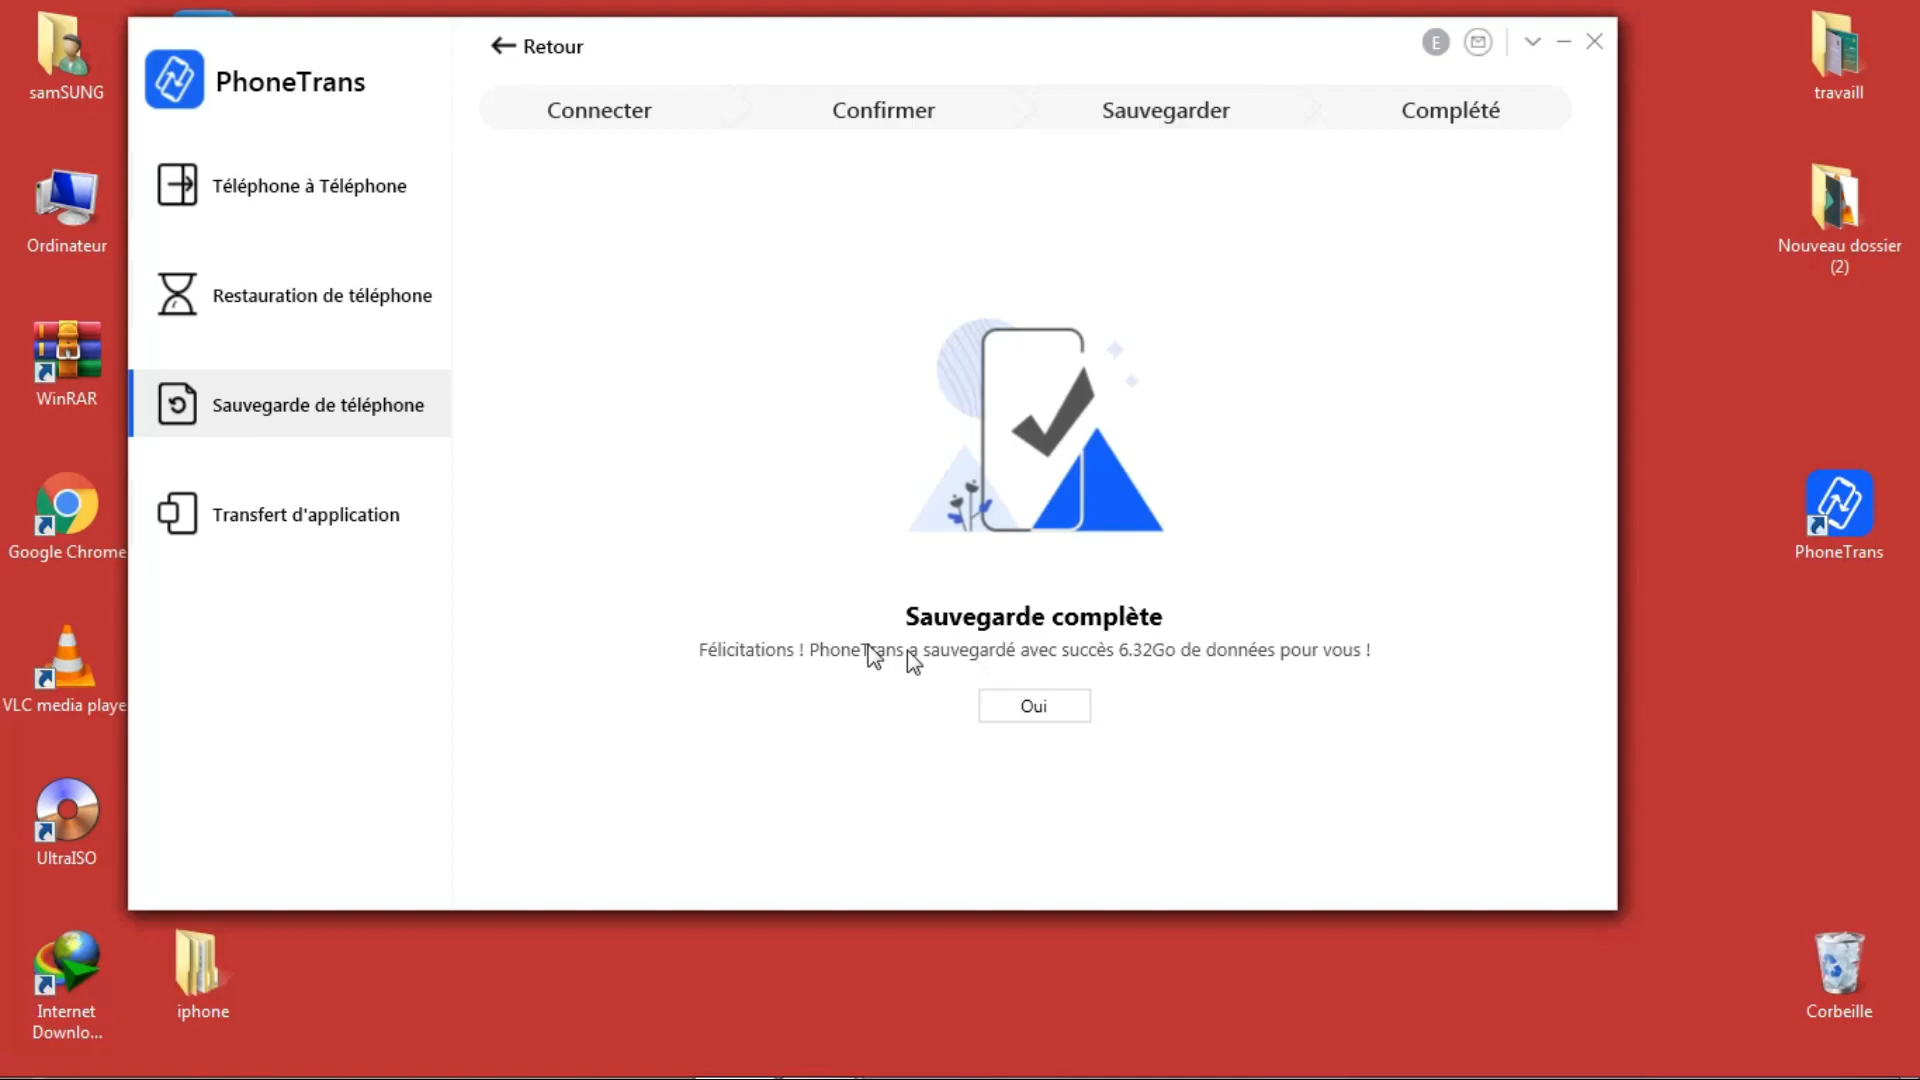 samSUNG
Ordinateur
WinRAR
Google Chrome
VLC media playe
UltraISO
Internet
Downlo...
iphone
PhoneTrans
Téléphone à Téléphone
Restauration de téléphone
Sauvegarde de téléphone
Transfert d'application
Retour
E
Connecter
Confirmer
Sauvegarder
Complété
Sauvegarde complète
Félicitations ! PhoneTrans a sauvegardé avec succès 6.32Go de données pour vous !
Oui
travaill
Nouveau dossier
(2)
PhoneTrans
Corbeille